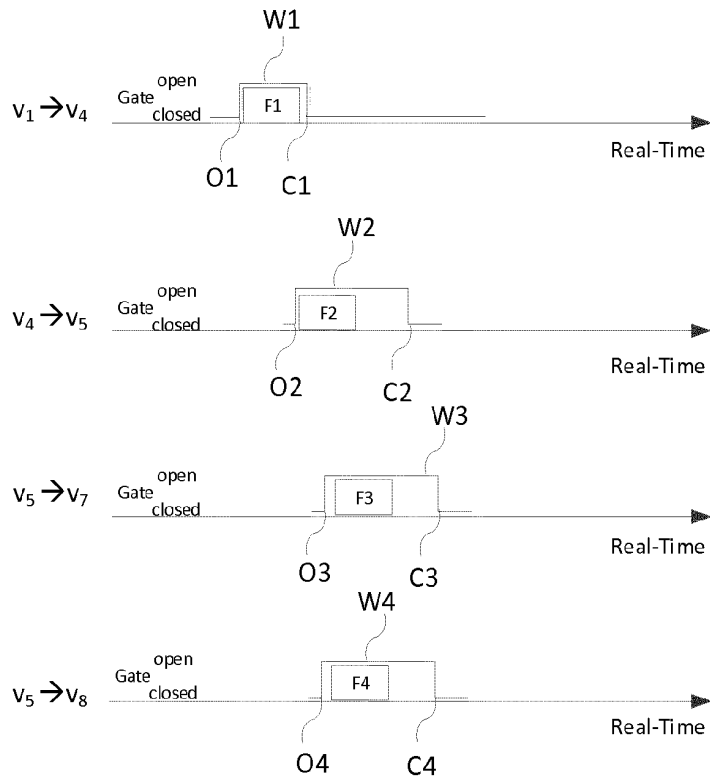 W1
open
Gate
closed
v1→v4
F1
Real-Time
O1
C1
W2
open
Gate
closed
v4→v5
F2
Real-Time
O2
C2
W3
open
Gate
closed
v5→v7
F3
Real-Time
O3
C3
W4
open
Gate
closed
v5→v8
F4
Real-Time
O4
C4